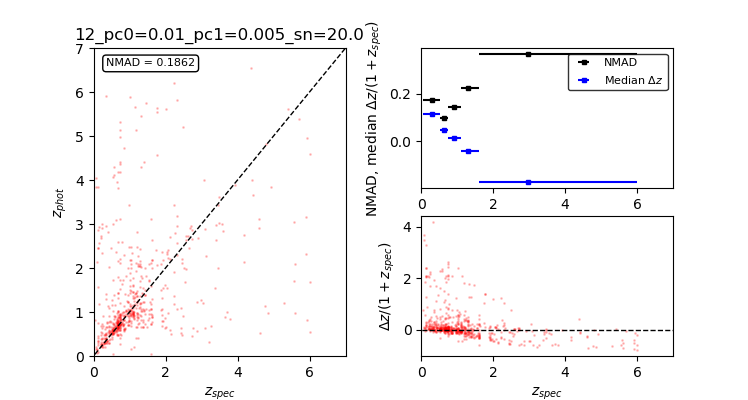 12_pc0=0.01_pc1=0.005_sn=20.0
NMAD = 0.1862
7
6
5
4
3
2
1
0
z_phot
0 2 4 6
z_spec
NMAD, median Δz/(1 + z_spec)
0.2
0.0
NMAD
Median Δz
0 2 4 6
Δz/(1 + z_spec)
4
2
0
0 2 4 6
z_spec